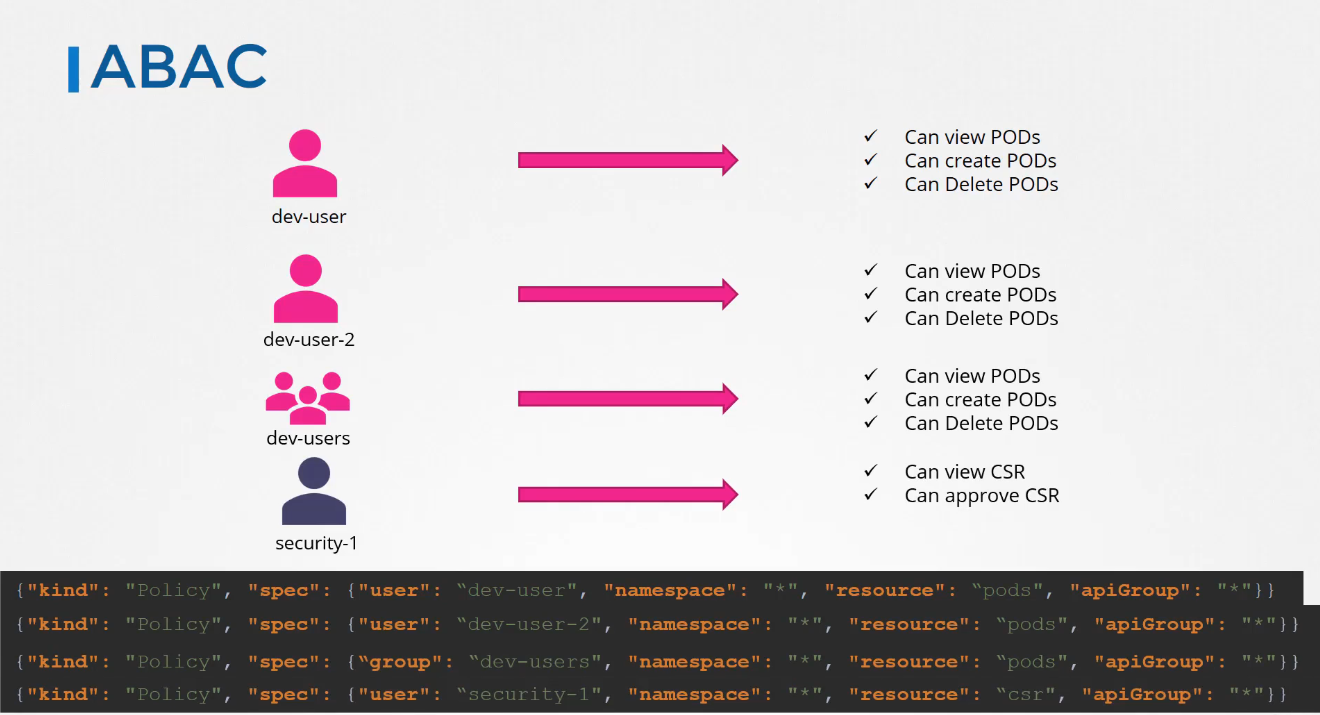 ABAC
✓ Can view PODs
✓ Can create PODs
✓ Can Delete PODs
dev-user
✓ Can view PODs
✓ Can create PODs
✓ Can Delete PODs
dev-user-2
✓ Can view PODs
✓ Can create PODs
✓ Can Delete PODs
dev-users
✓ Can view CSR
✓ Can approve CSR
security-1
{"kind": "Policy", "spec": {"user": “dev-user", "namespace": "*", "resource": “pods", "apiGroup": "*"}}
{"kind": "Policy", "spec": {"user": “dev-user-2", "namespace": "*", "resource": “pods", "apiGroup": "*"}}
{"kind": "Policy", "spec": {“group": “dev-users", "namespace": "*", "resource": “pods", "apiGroup": "*"}}
{"kind": "Policy", "spec": {"user": “security-1", "namespace": "*", "resource": “csr", "apiGroup": "*"}}